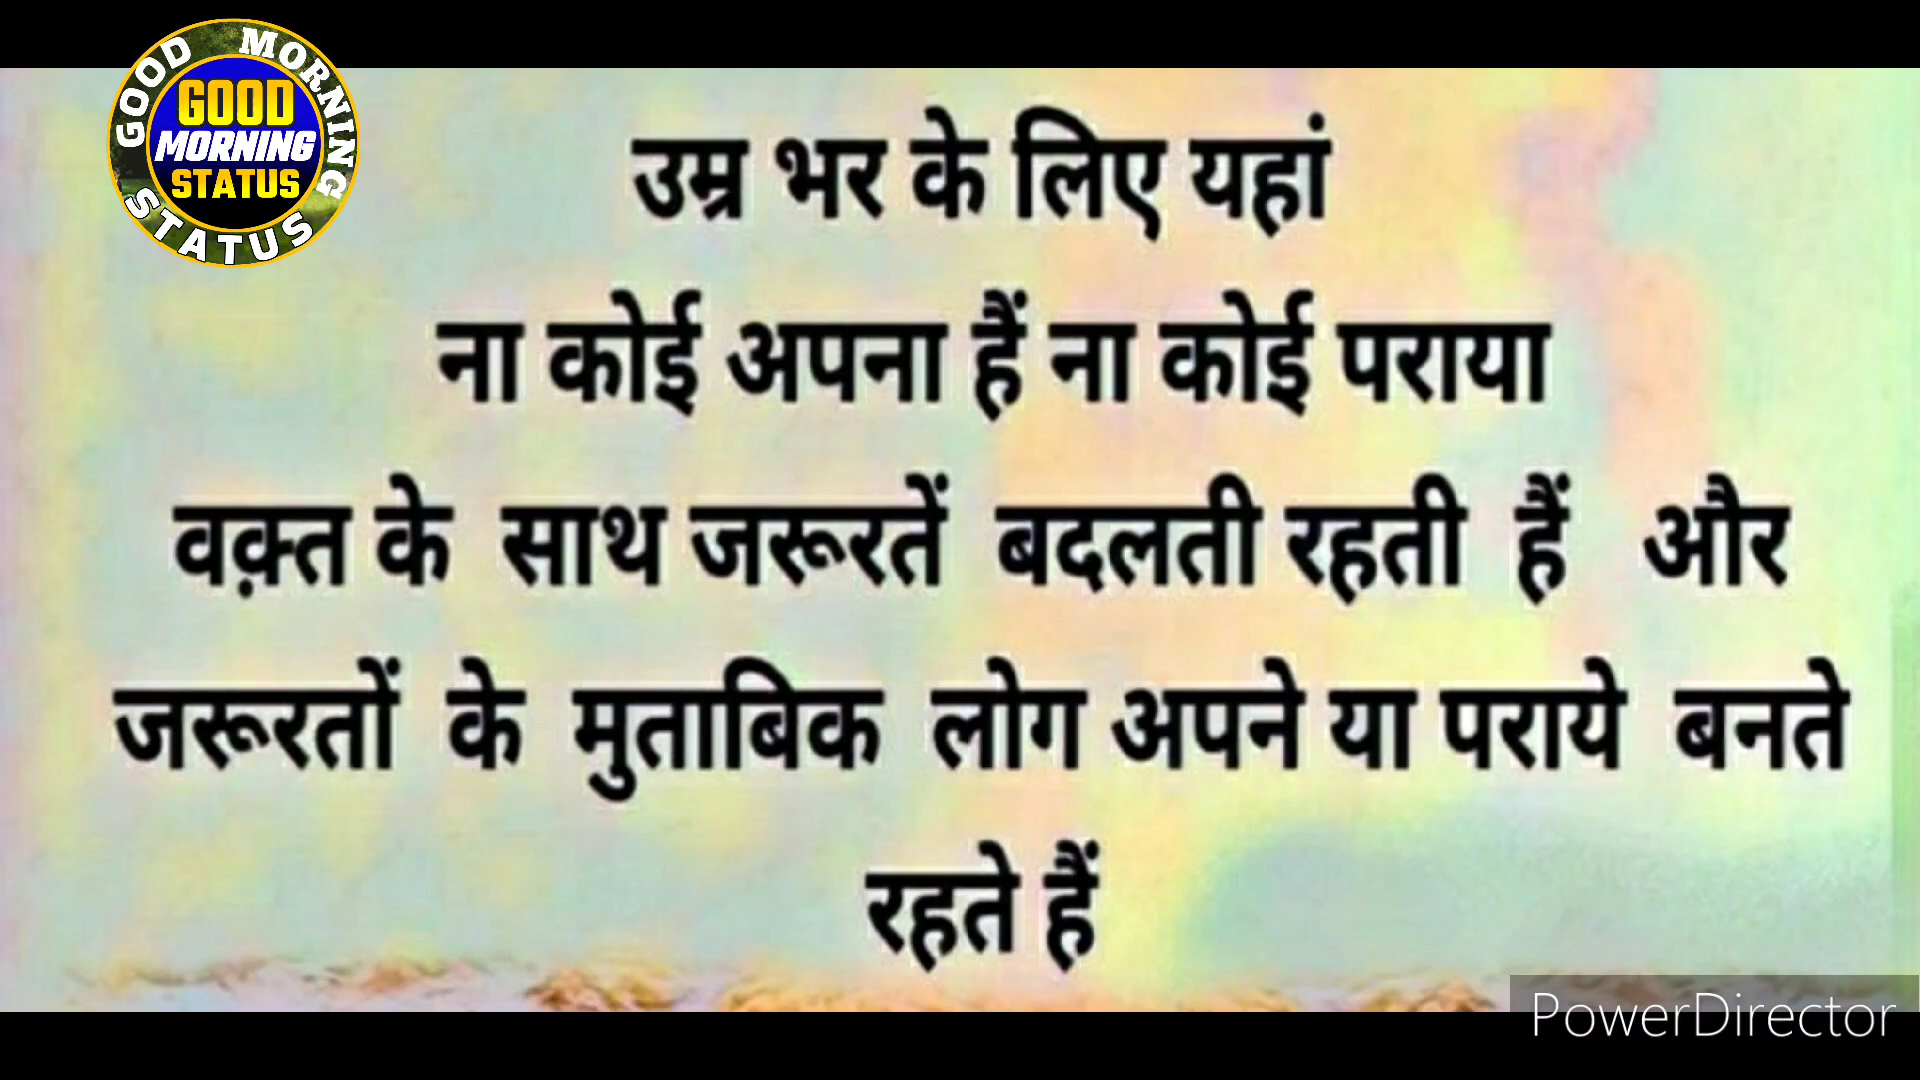 GOOD MORNING STATUS
GOOD
MORNING
STATUS
उम्र भर के लिए यहां
ना कोई अपना हैं ना कोई पराया
वक़्त के साथ जरूरतें बदलती रहती हैं और
जरूरतों के मुताबिक लोग अपने या पराये बनते
रहते हैं
PowerDirector